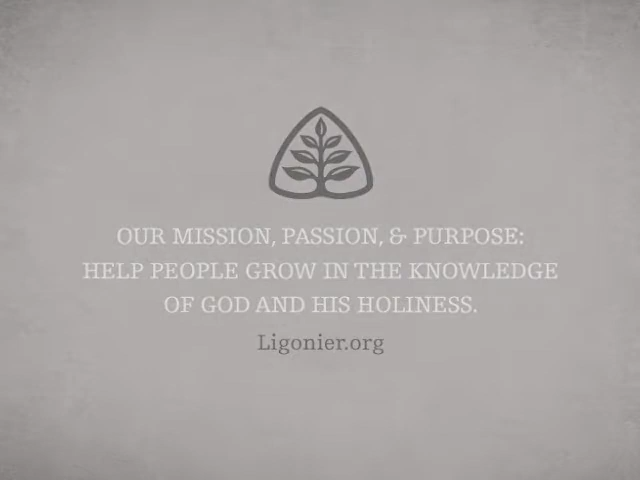 OUR MISSION, PASSION, & PURPOSE:
HELP PEOPLE GROW IN THE KNOWLEDGE
OF GOD AND HIS HOLINESS.
Ligonier.org